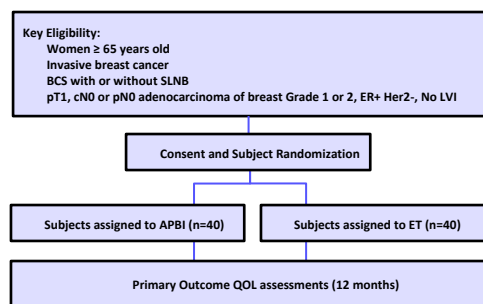 Key Eligibility:
Women ≥ 65 years old
Invasive breast cancer
BCS with or without SLNB
pT1, cN0 or pN0 adenocarcinoma of breast Grade 1 or 2, ER+ Her2-, No LVI
Consent and Subject Randomization
Subjects assigned to APBI (n=40)
Subjects assigned to ET (n=40)
Primary Outcome QOL assessments (12 months)